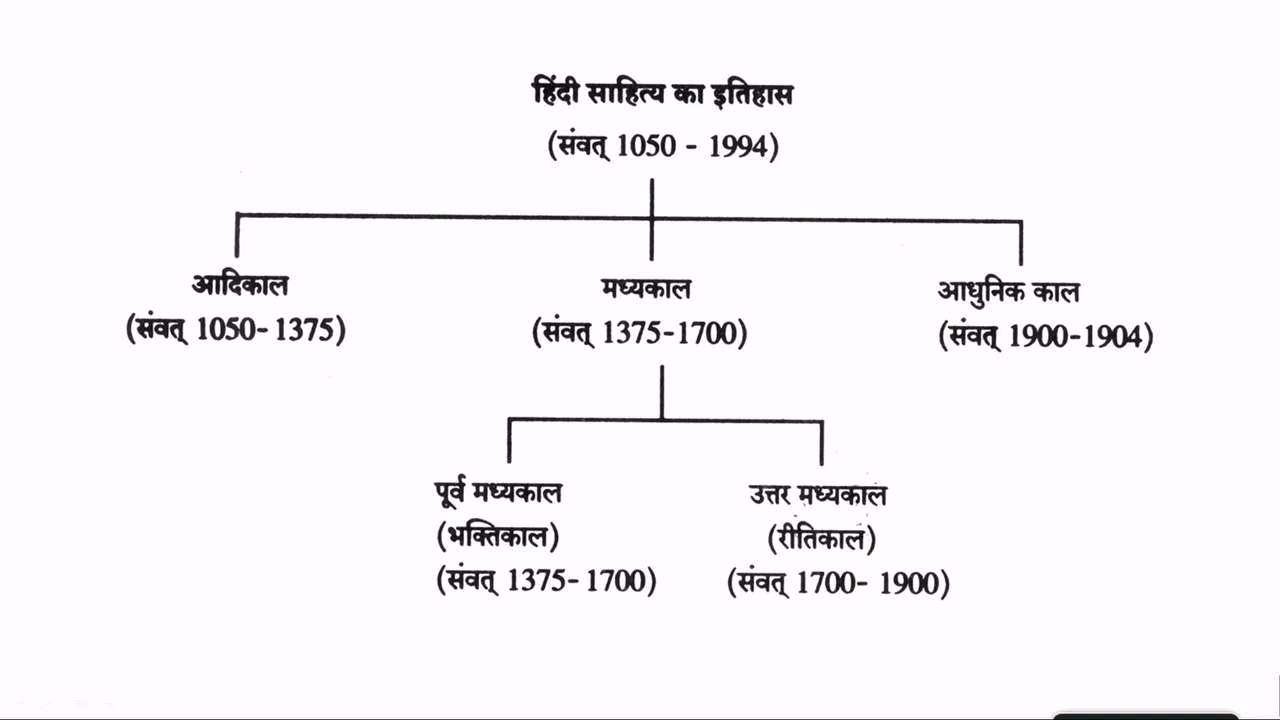 हिंदी साहित्य का इतिहास
(संवत् 1050 - 1994)
आदिकाल
(संवत् 1050-1375)
मध्यकाल
(संवत् 1375-1700)
आधुनिक काल
(संवत् 1900-1904)
पूर्व मध्यकाल
(भक्तिकाल)
(संवत् 1375-1700)
उत्तर मध्यकाल
(रीतिकाल)
(संवत् 1700- 1900)